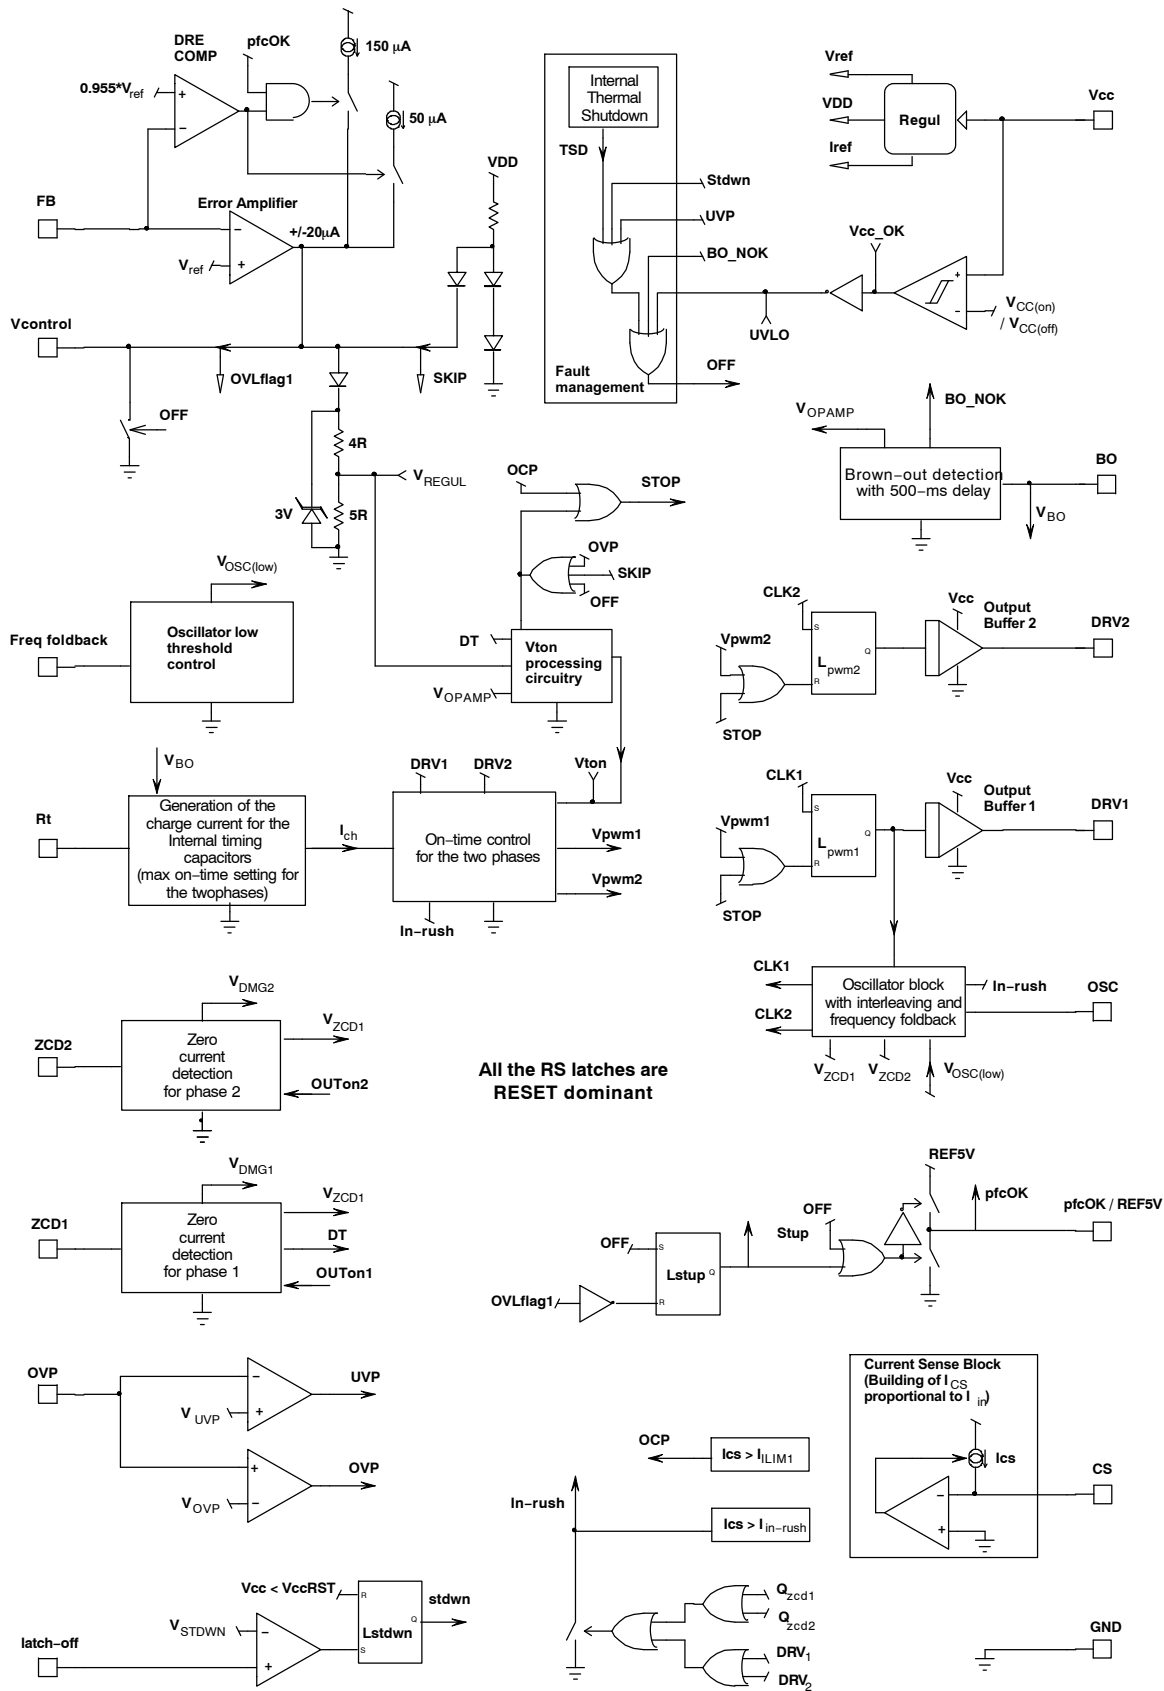 DRE
COMP
pfcOK
150 μA
0.955*Vref
+
−
50 μA
FB
Error Amplifier
+/-20μA
−
Vref
+
VDD
Vcontrol
OVLflag1
SKIP
OFF
4R
VREGUL
3V
5R
Internal
Thermal
Shutdown
TSD
Stdwn
UVP
BO_NOK
Fault
management
OFF
UVLO
Vref
VDD
Iref
Regul
Vcc
Vcc_OK
+
−
VCC(on)
/ VCC(off)
BO_NOK
VOPAMP
Brown−out detection
with 500−ms delay
BO
VBO
OCP
STOP
OVP
SKIP
OFF
DT
Vton
processing
circuitry
VOPAMP
VOSC(low)
Freq foldback
Oscillator low
threshold
control
CLK2
Vpwm2
S
Q
Lpwm2
R
STOP
Vcc
Output
Buffer 2
DRV2
VBO
Rt
Generation of the
charge current for the
Internal timing
capacitors
(max on−time setting for
the twophases)
Ich
DRV1
DRV2
Vton
On−time control
for the two phases
Vpwm1
Vpwm2
In−rush
CLK1
Vpwm1
S
Q
Lpwm1
R
STOP
Vcc
Output
Buffer 1
DRV1
CLK1
CLK2
Oscillator block
with interleaving and
frequency foldback
In−rush
OSC
VZCD1
VZCD2
VOSC(low)
VDMG2
VZCD1
ZCD2
Zero
current
detection
for phase 2
OUTon2
All the RS latches are
RESET dominant
VDMG1
VZCD1
ZCD1
Zero
current
detection
for phase 1
DT
OUTon1
REF5V
pfcOK
pfcOK / REF5V
OFF
Stup
OFF
S
Lstup
Q
OVLflag1
R
OVP
−
UVP
VUVP
+
+
OVP
VOVP
−
Current Sense Block
(Building of ICS
proportional to Iin)
Ics
CS
−
+
OCP
Ics > IILIM1
In−rush
Ics > Iin−rush
Vcc < VccRST
R
stdwn
Q
Lstdwn
S
VSTDWN
−
latch−off
+
Qzcd1
Qzcd2
DRV1
DRV2
GND